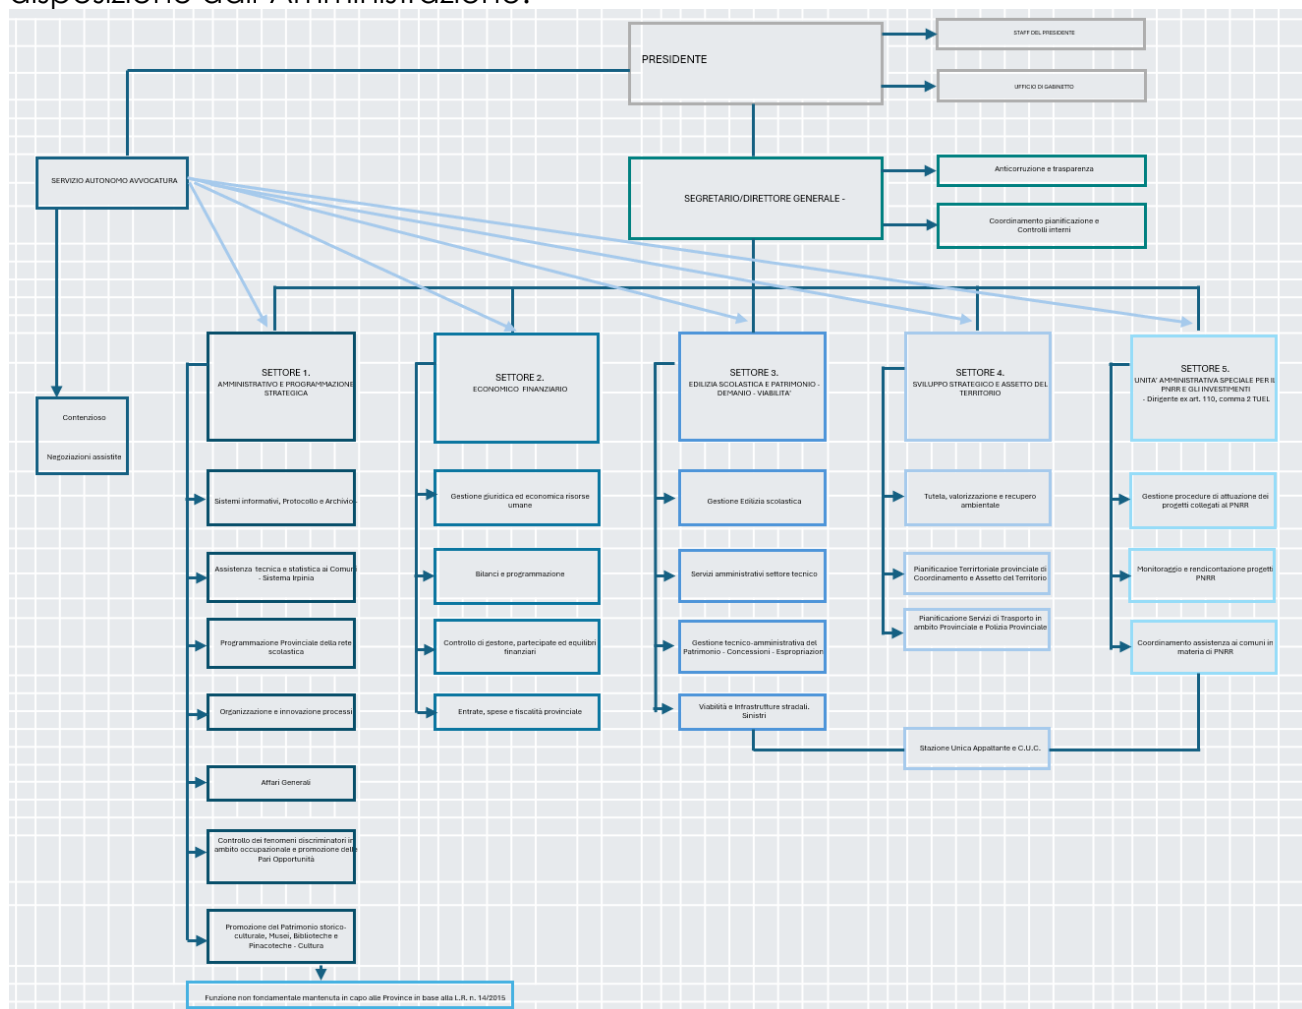 disposizione dall'Amministrazione.
PRESIDENTE
STAFF DEL PRESIDENTE
UFFICIO DI GABINETTO
SERVIZIO AUTONOMO AVVOCATURA
SEGRETARIO/DIRETTORE GENERALE -
Anticorruzione e trasparenza
Coordinamento pianificazione e
Controlli interni
Contenzioso
Negoziazioni assistite
SETTORE 1.
AMMINISTRATIVO E PROGRAMMAZIONE
STRATEGICA
Sistemi informativi, Protocollo e Archivio
Assistenza tecnica e statistica ai Comuni
- Sistema Irpinia
Programmazione Provinciale della rete
scolastica
Organizzazione e innovazione processi
Affari Generali
Controllo dei fenomeni discriminatori in
ambito occupazionale e promozione delle
Pari Opportunità
Promozione del Patrimonio storico-
culturale, Musei, Biblioteche e
Pinacoteche - Cultura
Funzione non fondamentale mantenuta in capo alle Province in base alla L.R. n. 14/2015
SETTORE 2.
ECONOMICO FINANZIARIO
Gestione giuridica ed economica risorse
umane
Bilanci e programmazione
Controllo di gestone, partecipate ed equilibri
finanziari
Entrate, spese e fiscalità provinciale
SETTORE 3.
EDILIZIA SCOLASTICA E PATRIMONIO -
DEMANIO - VIABILITA'
Gestione Edilizia scolastica
Servizi amministrativi settore tecnico
Gestione tecnico-amministrativa del
Patrimonio - Concessioni - Espropriazioni
Viabilità e Infrastrutture stradali.
Sinistri
SETTORE 4.
SVILUPPO STRATEGICO E ASSETTO DEL
TERRITORIO
Tutela, valorizzazione e recupero
ambientale
Pianificazione Terrirtoriale provinciale di
Coordinamento e Assetto del Territorio
Pianificazione Servizi di Trasporto in
ambito Provinciale e Polizia Provinciale
Stazione Unica Appaltante e C.U.C.
SETTORE 5.
UNITA' AMMINISTRATIVA SPECIALE PER IL
PNRR E GLI INVESTIMENTI
- Dirigente ex art. 110, comma 2 TUEL
Gestione procedure di attuazione dei
progetti collegati al PNRR
Monitoraggio e rendicontazione progetti
PNRR
Coordinamento assistenza ai comuni in
materia di PNRR